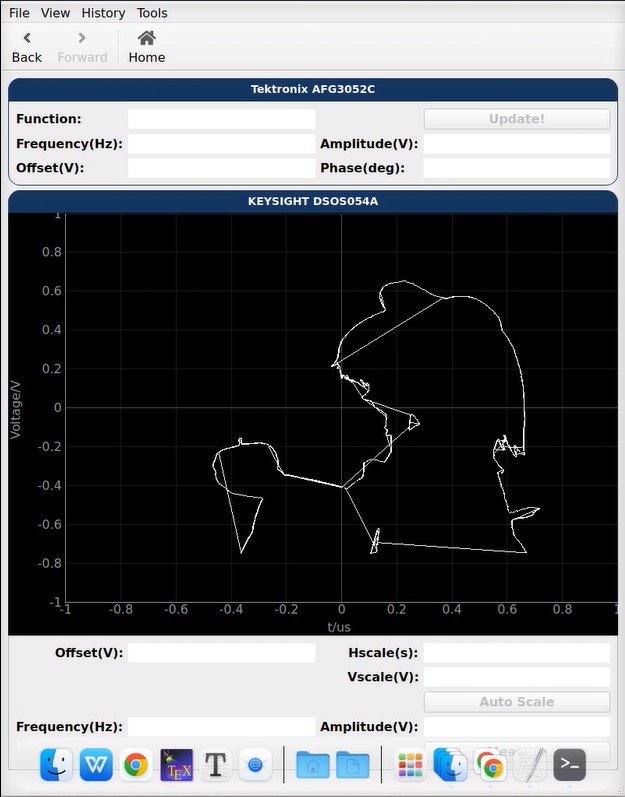 File View History Tools
Back Forward Home
Tektronix AFG3052C
Function: Update!
Frequency(Hz): Amplitude(V):
Offset(V): Phase(deg):
KEYSIGHT DSOS054A
1
0.8
0.6
0.4
0.2
0
-0.2
-0.4
-0.6
-0.8
-1
Voltage/V
-1 -0.8 -0.6 -0.4 -0.2 0 0.2 0.4 0.6 0.8 1
t/us
Offset(V): Hscale(s):
Vscale(V):
Auto Scale
Frequency(Hz): Amplitude(V):
W TEX T >_